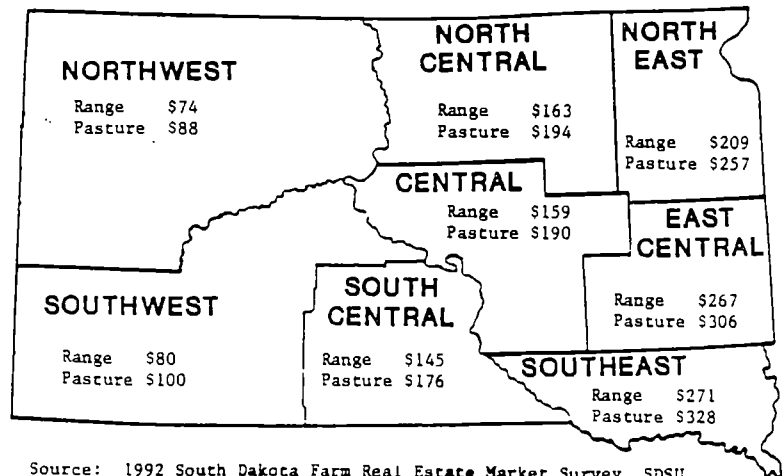 NORTHWEST
Range $74
Pasture $88
NORTH
CENTRAL
Range $163
Pasture $194
NORTH
EAST
Range $209
Pasture $257
CENTRAL
Range $159
Pasture $190
EAST
CENTRAL
Range $267
Pasture $306
SOUTHWEST
Range $80
Pasture $100
SOUTH
CENTRAL
Range $145
Pasture $176
SOUTHEAST
Range $271
Pasture $328
Source: 1992 South Dakota Farm Real Estate Market Survey, SDSU